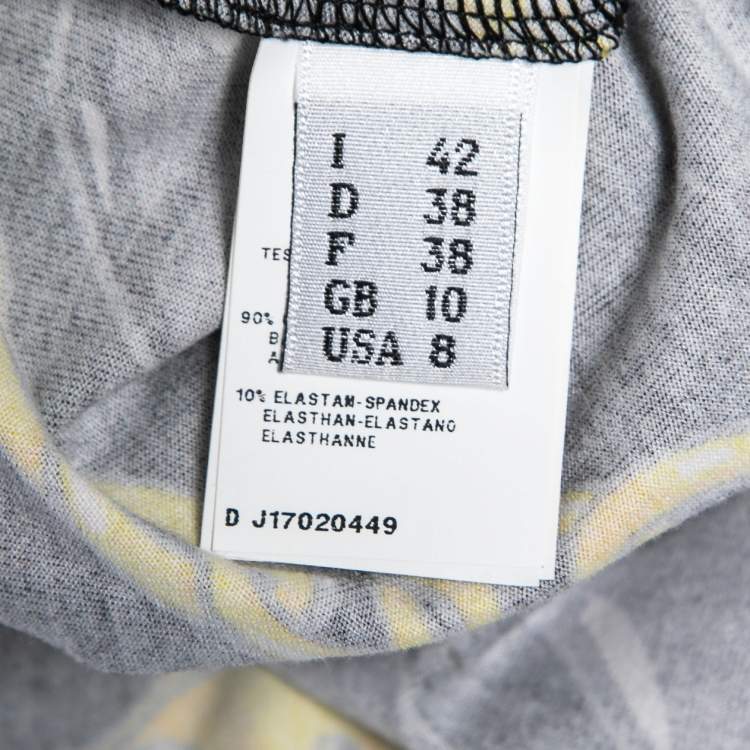 I 42
D 38
F 38
GB 10
USA 8
90%
10% ELASTAM-SPANDEX
ELASTHAN-ELASTANO
ELASTHANNE
D J17020449